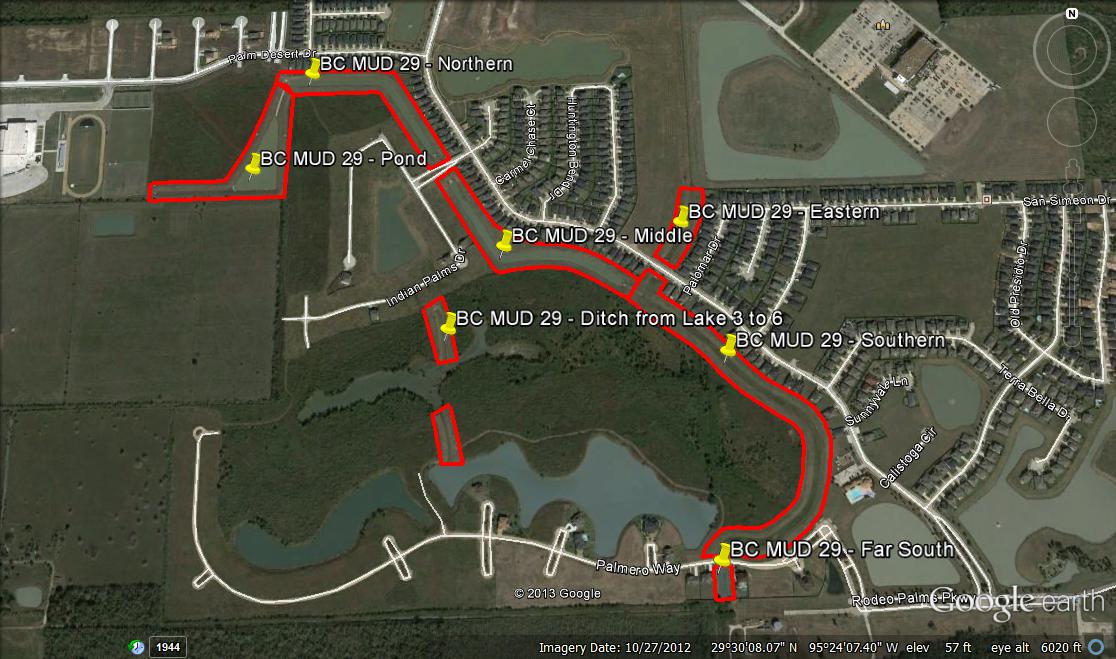 N
Palm Desert Dr
BC MUD 29 - Northern
BC MUD 29 - Pond
Carmel Chase Ct
Huntington Bend Dr
San Simeon Dr
BC MUD 29 - Eastern
BC MUD 29 - Middle
Palomar Dr
Indian Palms Dr
Old Presidio Dr
BC MUD 29 - Ditch from Lake 3 to 6
BC MUD 29 - Southern
Sunnyvale Ln
Terra Bella Dr
Calistoga Cir
BC MUD 29 - Far South
Palmero Way
© 2013 Google
Rodeo Palms Pkwy
Google earth
1944
Imagery Date: 10/27/2012 29°30'08.07" N 95°24'07.40" W elev 57 ft eye alt 6020 ft